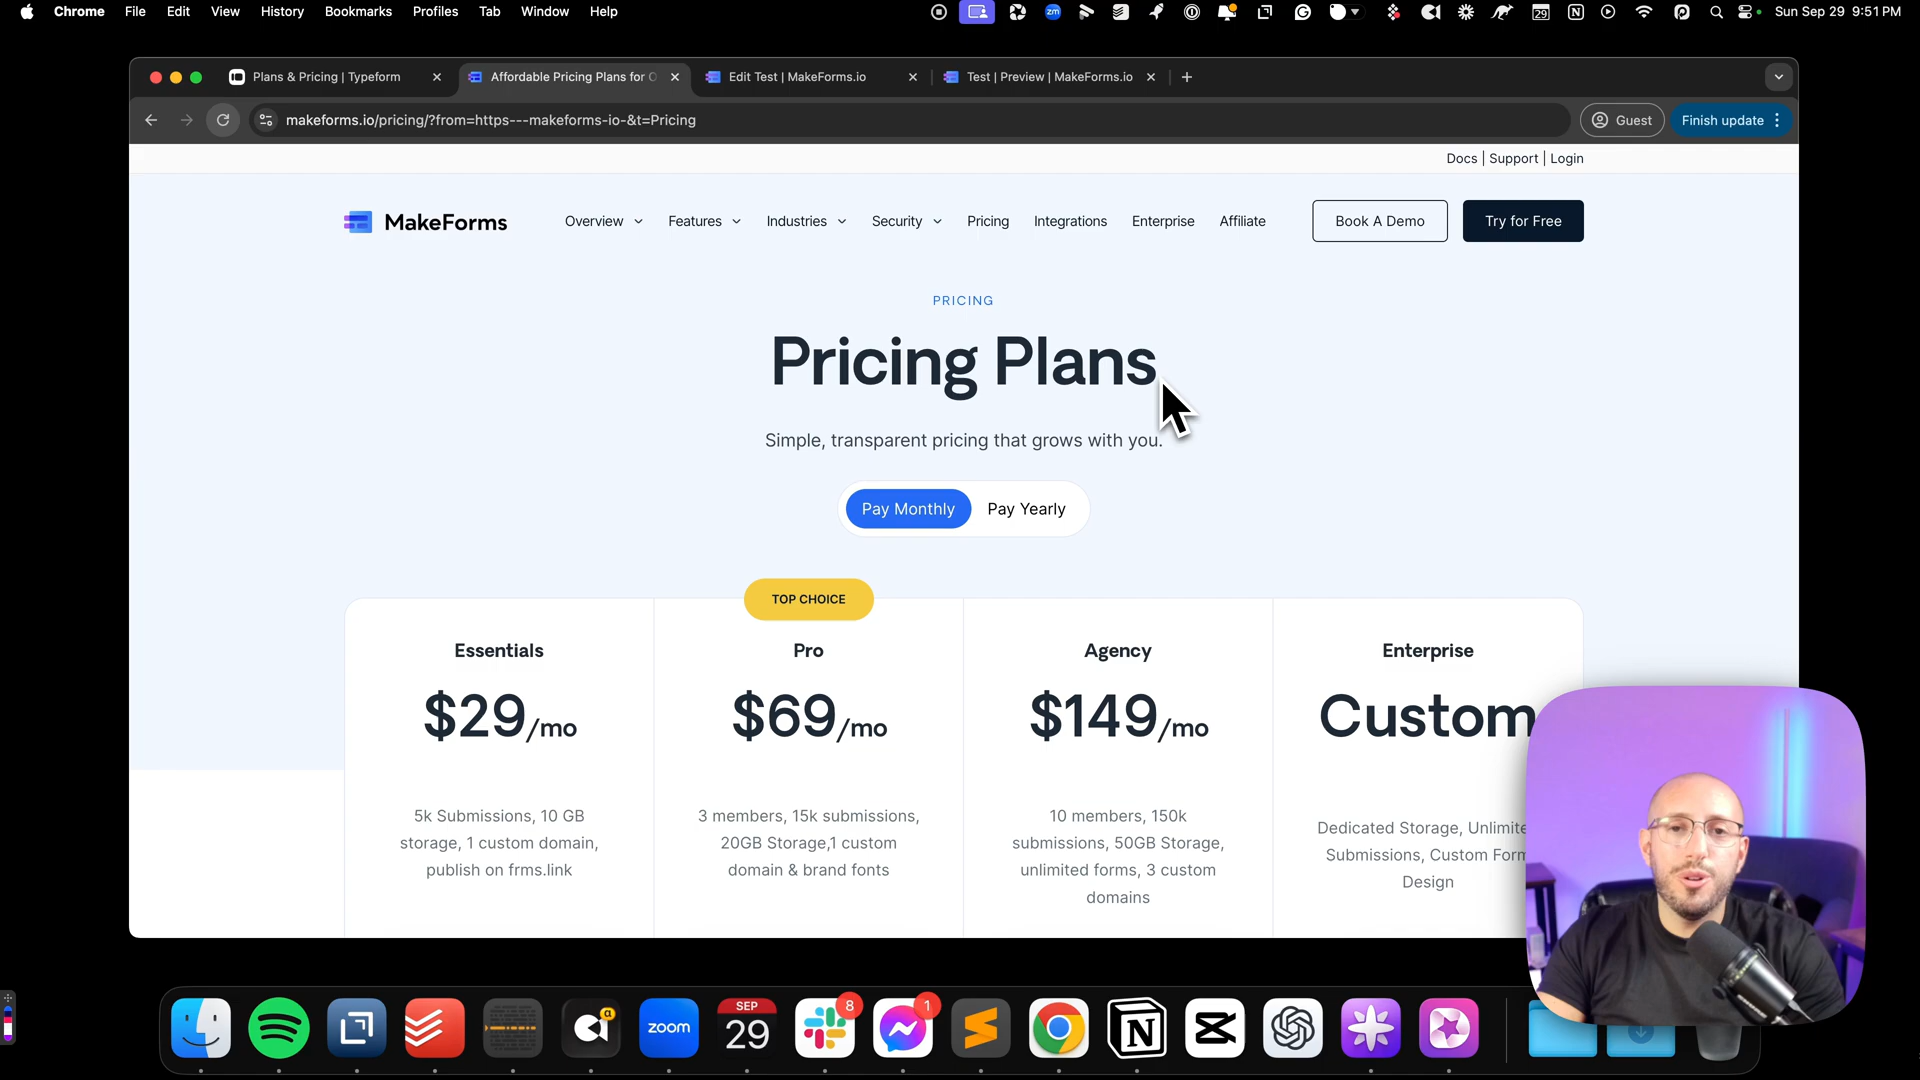 Chrome File Edit View History Bookmarks Profiles Tab Window Help
zm
29
Sun Sep 29 9:51 PM
Plans & Pricing | Typeform
Affordable Pricing Plans for
Edit Test | MakeForms.io
Test | Preview | MakeForms.io
makeforms.io/pricing/?from=https---makeforms-io-&t=Pricing
Guest
Finish update
Docs | Support | Login
MakeForms
Overview
Features
Industries
Security
Pricing
Integrations
Enterprise
Affiliate
Book A Demo
Try for Free
PRICING
Pricing Plans
Simple, transparent pricing that grows with you.
Pay Monthly
Pay Yearly
TOP CHOICE
Essentials
$29/mo
5k Submissions, 10 GB
storage, 1 custom domain,
publish on frms.link
Pro
$69/mo
3 members, 15k submissions,
20GB Storage,1 custom
domain & brand fonts
Agency
$149/mo
10 members, 150k
submissions, 50GB Storage,
unlimited forms, 3 custom
domains
Enterprise
Custom
Dedicated Storage, Unlimite
Submissions, Custom Form
Design
zoom
SEP
29
8
1